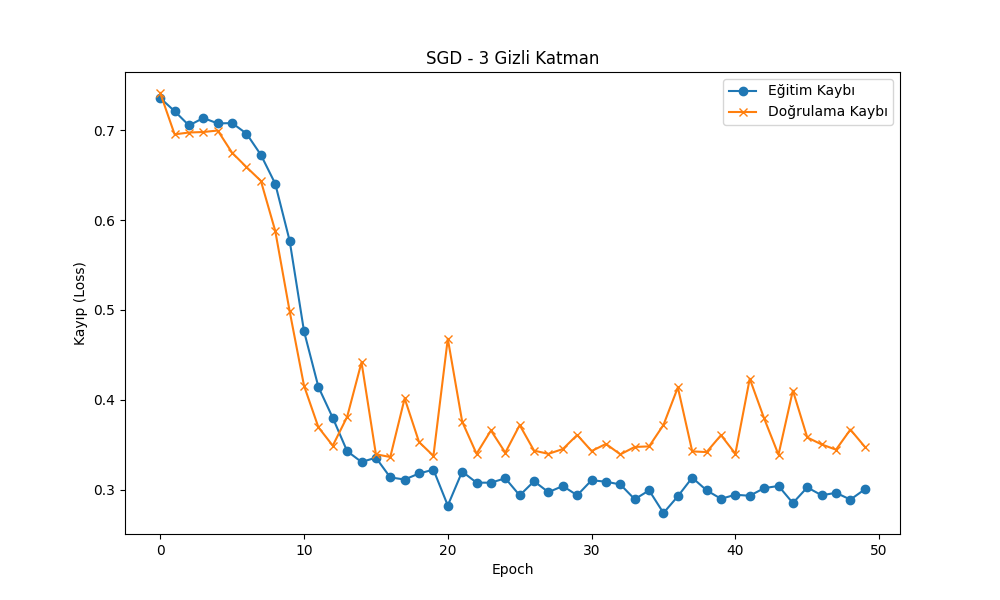 SGD - 3 Gizli Katman
Eğitim Kaybı
Doğrulama Kaybı
Kayıp (Loss)
0.7
0.6
0.5
0.4
0.3
0 10 20 30 40 50
Epoch